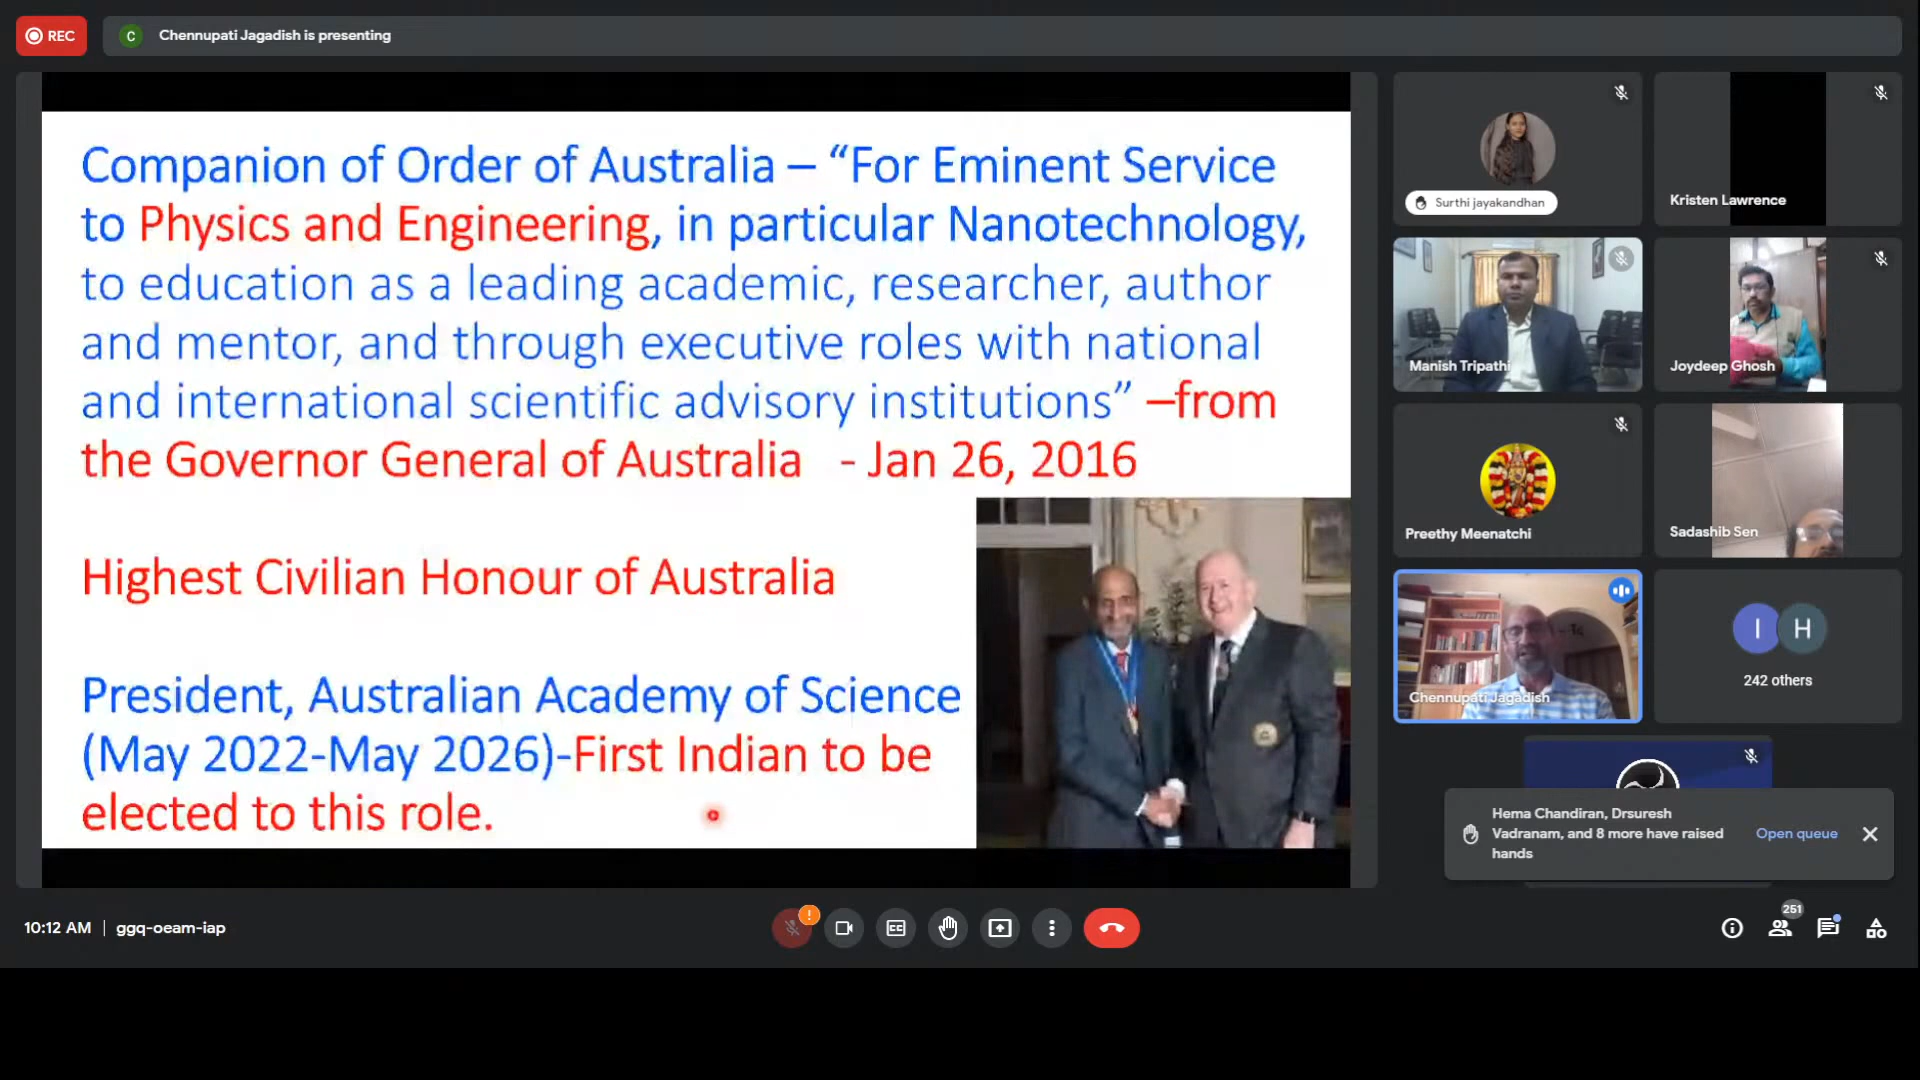 REC
C
Chennupati Jagadish is presenting
Companion of Order of Australia – “For Eminent Service
to Physics and Engineering, in particular Nanotechnology,
to education as a leading academic, researcher, author
and mentor, and through executive roles with national
and international scientific advisory institutions” –from
the Governor General of Australia - Jan 26, 2016
Highest Civilian Honour of Australia
President, Australian Academy of Science
(May 2022-May 2026)-First Indian to be
elected to this role.
Surthi jayakandhan
Kristen Lawrence
Manish Tripathi
Joydeep Ghosh
Preethy Meenatchi
Sadashib Sen
Chennupati Jagadish
I H
242 others
Hema Chandiran, Drsuresh
Vadranam, and 8 more have raised
hands
Open queue
10:12 AM | ggq-oeam-iap
!
CC
251